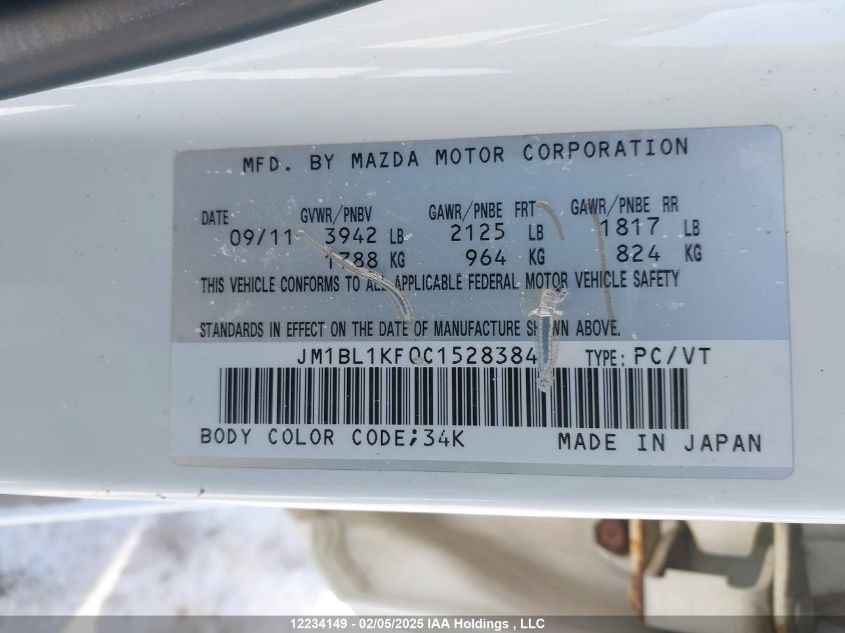 MFD. BY MAZDA MOTOR CORPORATION
DATE GVWR/PNBV GAWR/PNBE FRT GAWR/PNBE RR
09/11 3942 LB 2125 LB 1817 LB
1788 KG 964 KG 824 KG
THIS VEHICLE CONFORMS TO ALL APPLICABLE FEDERAL MOTOR VEHICLE SAFETY
STANDARDS IN EFFECT ON THE DATE OF MANUFACTURE SHOWN ABOVE.
JM1BL1KF0C1528384 TYPE: PC/VT
BODY COLOR CODE;34K MADE IN JAPAN
12234149 - 02/05/2025 IAA Holdings , LLC